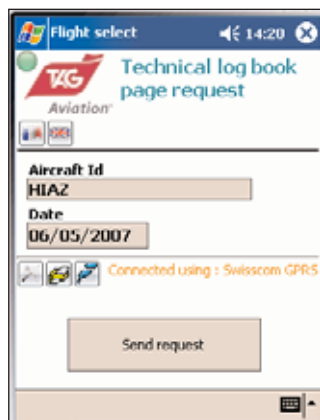 Flight select 14:20
TAG
Aviation
Technical log book
page request
Aircraft Id
HIAZ
Date
06/05/2007
Connected using : Swisscom GPRS
Send request